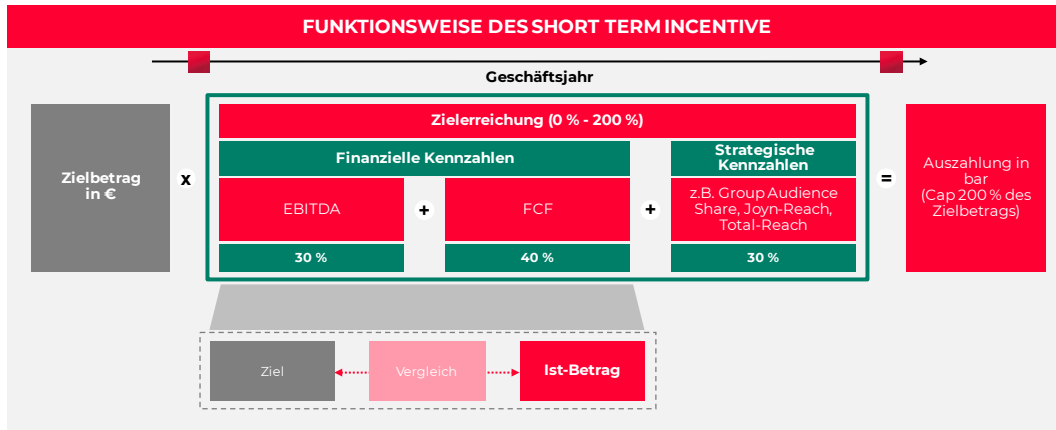 FUNKTIONSWEISE DES SHORT TERM INCENTIVE
Geschäftsjahr
Zielbetrag
in €
x
Zielerreichung (0 % - 200 %)
Finanzielle Kennzahlen
Strategische
Kennzahlen
EBITDA
+
FCF
+
z.B. Group Audience
Share, Joyn-Reach,
Total-Reach
30 %
40 %
30 %
=
Auszahlung in
bar
(Cap 200 % des
Zielbetrags)
Ziel
Vergleich
Ist-Betrag